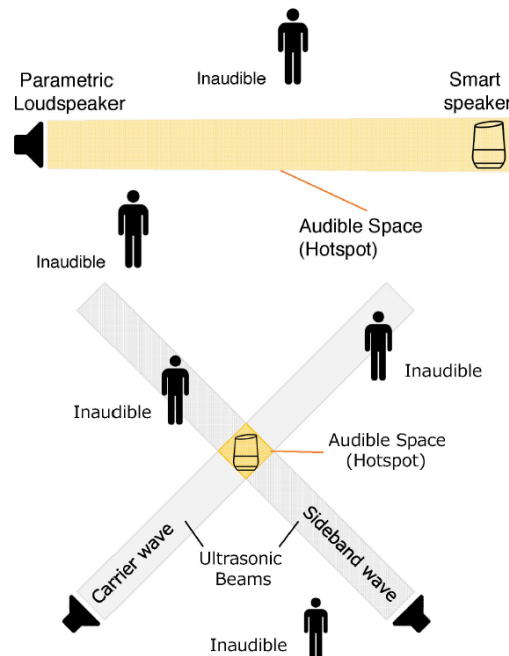 Inaudible
Parametric
Loudspeaker
Smart
speaker
Audible Space
(Hotspot)
Inaudible
Inaudible
Inaudible
Audible Space
(Hotspot)
Carrier wave
Ultrasonic
Beams
Sideband wave
Inaudible